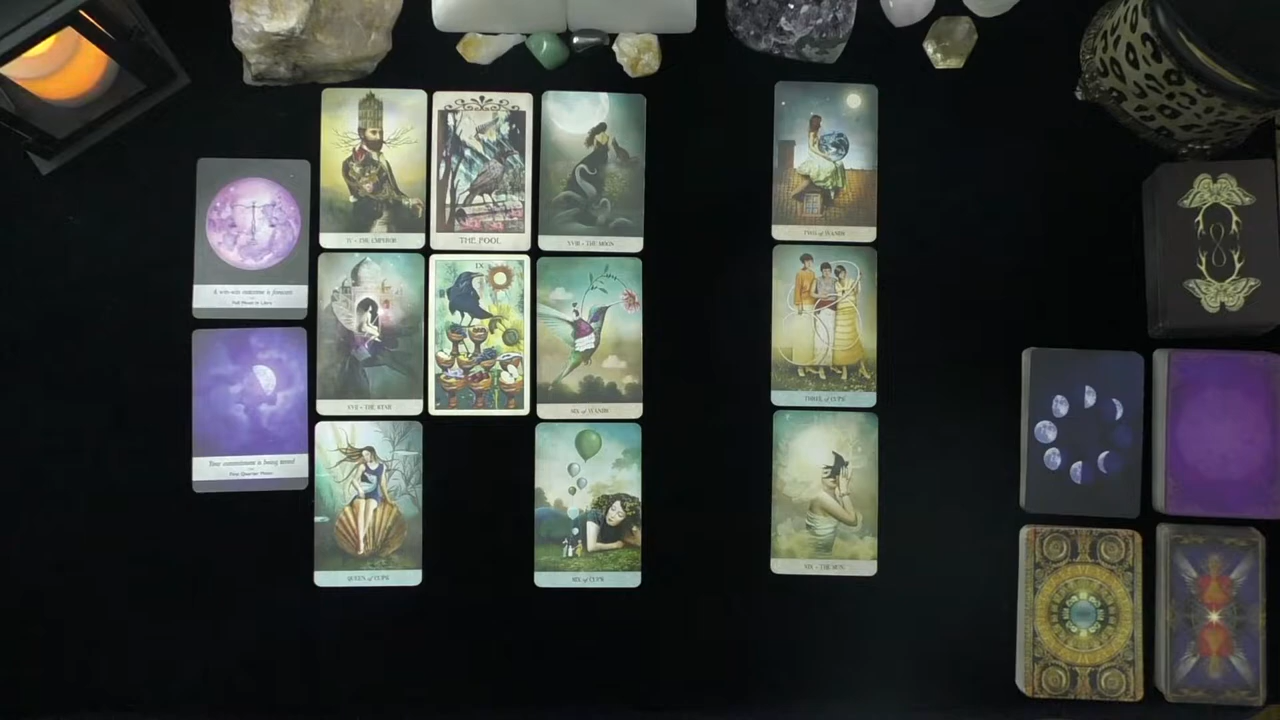 IV • THE EMPEROR
THE FOOL
XVIII • THE MOON
TWO of WANDS
A win-win outcome is forecast
Full Moon in Libra
XVII • THE STAR
IX
SIX of WANDS
THREE of CUPS
Your commitment is being tested
First Quarter Moon
QUEEN of CUPS
SIX of CUPS
XIX • THE SUN